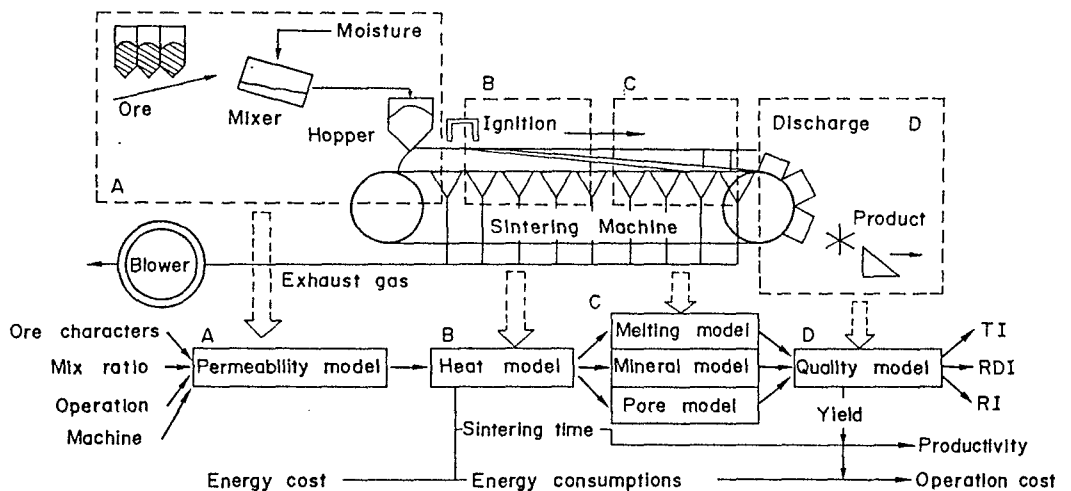 Moisture
Ore
Mixer
Hopper
A
B
C
Ignition
Discharge D
Sintering Machine
Product
Blower
Exhaust gas
Ore characters
Mix ratio
Operation
Machine
A
Permeability model
B
Heat model
C
Melting model
Mineral model
Pore model
D
Quality model
TI
RDI
RI
Yield
Sintering time
Productivity
Energy cost
Energy consumptions
Operation cost